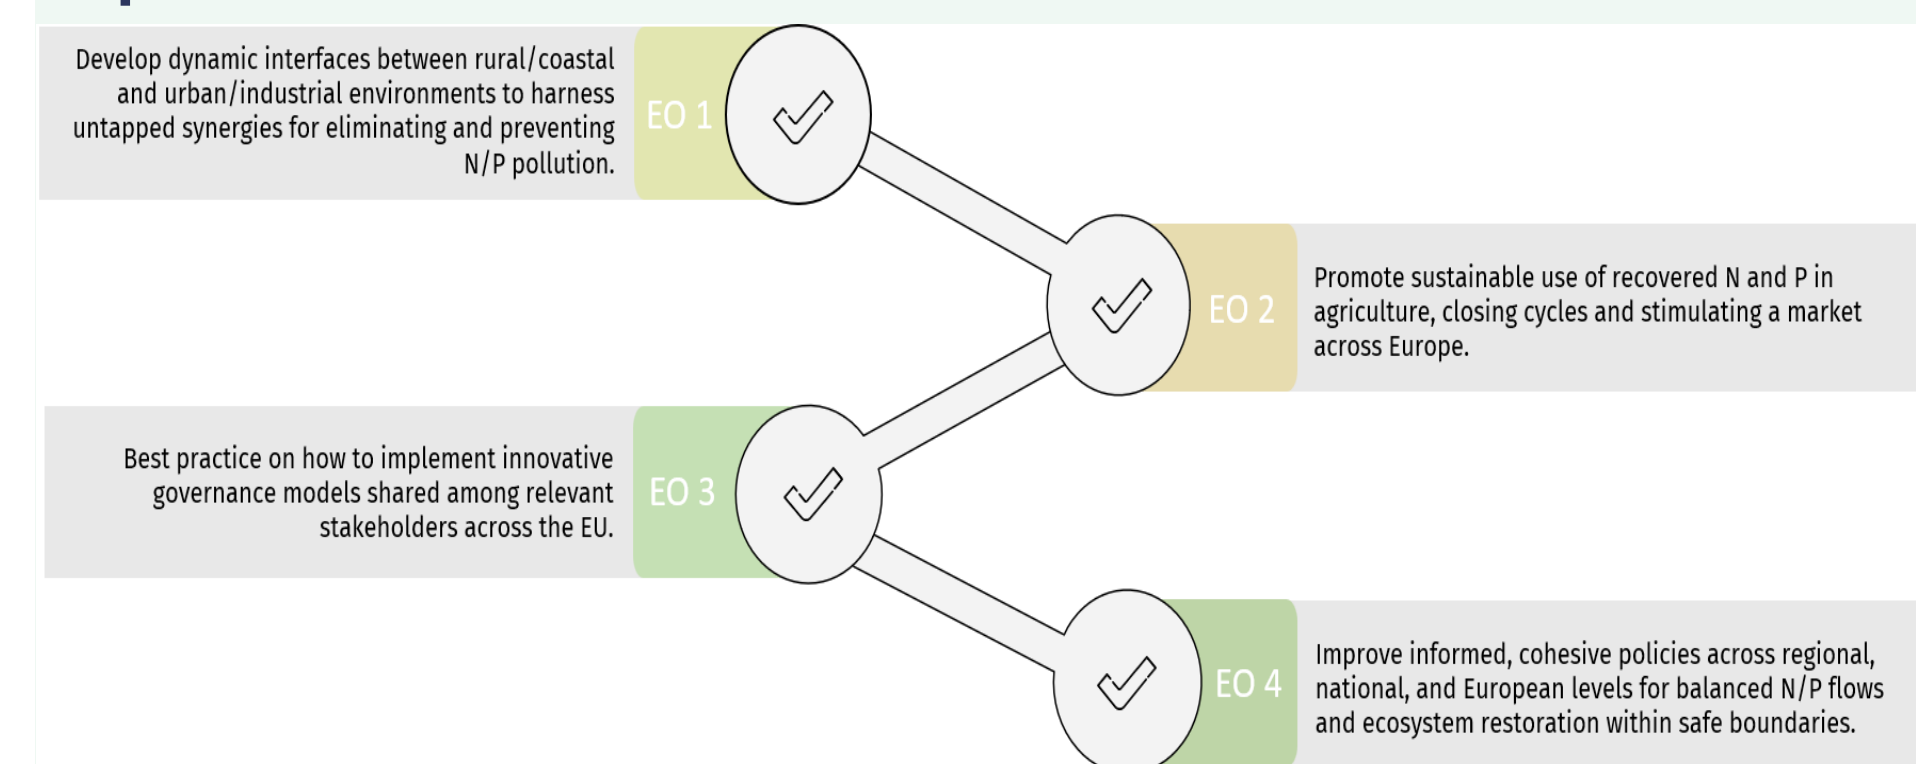 Develop dynamic interfaces between rural/coastal
and urban/industrial environments to harness
untapped synergies for eliminating and preventing
N/P pollution.
EO 1
EO 2
Promote sustainable use of recovered N and P in
agriculture, closing cycles and stimulating a market
across Europe.
Best practice on how to implement innovative
governance models shared among relevant
stakeholders across the EU.
EO 3
EO 4
Improve informed, cohesive policies across regional,
national, and European levels for balanced N/P flows
and ecosystem restoration within safe boundaries.